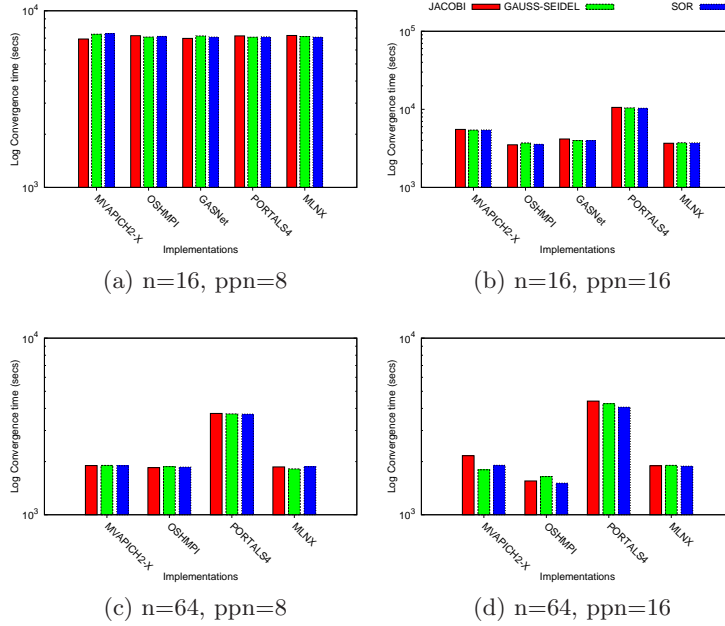 JACOBI GAUSS-SEIDEL SOR
Log Convergence time (secs)
10^4
10^3
MVAPICH2-X
OSHMPI
GASNet
PORTALS4
MLNX
Implementations
(a) n=16, ppn=8
Log Convergence time (secs)
10^5
10^4
10^3
MVAPICH2-X
OSHMPI
GASNet
PORTALS4
MLNX
Implementations
(b) n=16, ppn=16
Log Convergence time (secs)
10^4
10^3
MVAPICH2-X
OSHMPI
PORTALS4
MLNX
Implementations
(c) n=64, ppn=8
Log Convergence time (secs)
10^4
10^3
MVAPICH2-X
OSHMPI
PORTALS4
MLNX
Implementations
(d) n=64, ppn=16